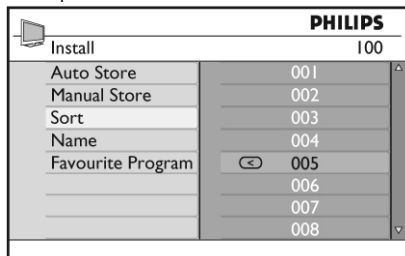 PHILIPS
Install 100
Auto Store 001
Manual Store 002
Sort 003
Name 004
Favourite Program < 005
006
007
008